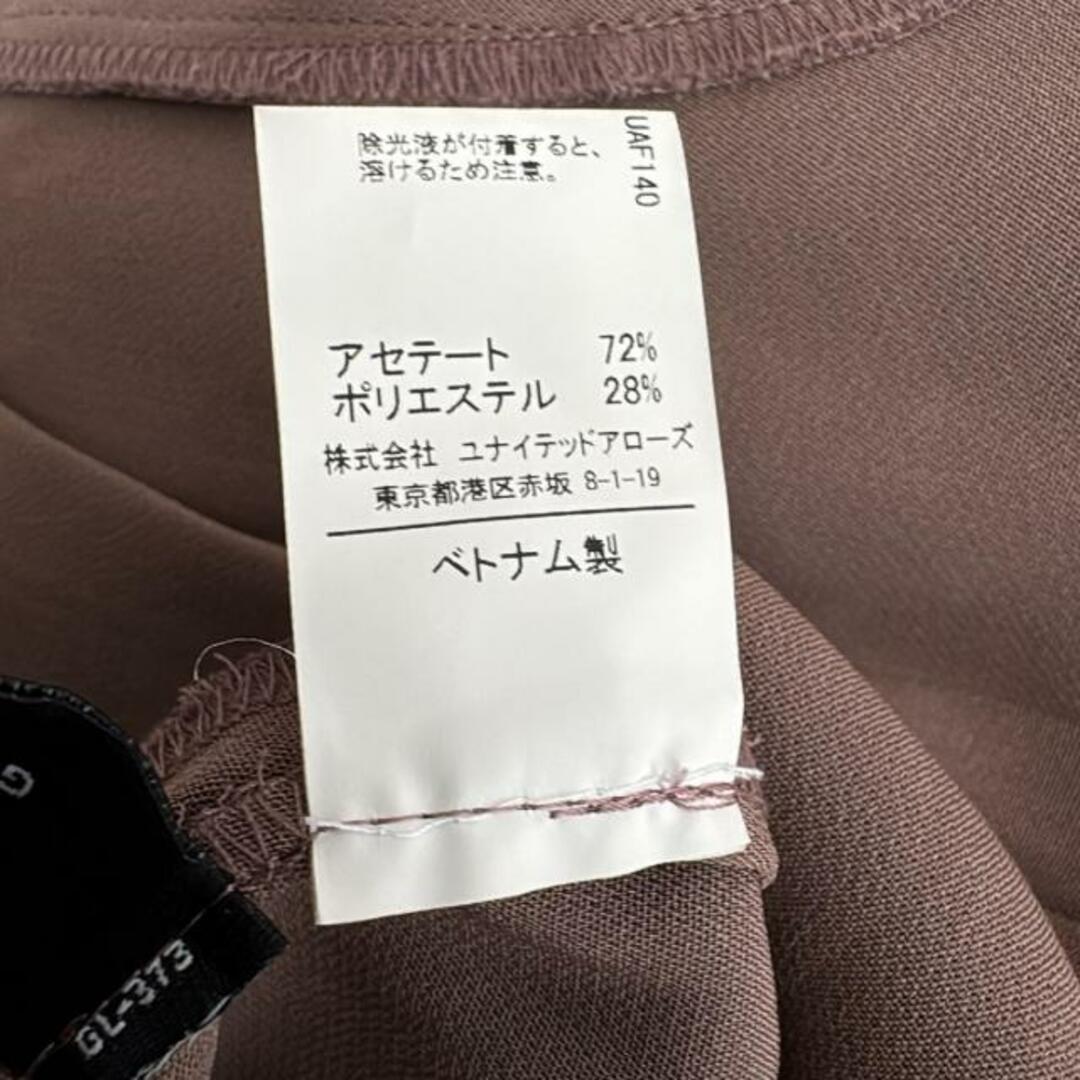 除光液が付着すると、
溶けるため注意。
UAF140
アセテート 72%
ポリエステル 28%
株式会社 ユナイテッドアローズ
東京都港区赤坂 8-1-19
ベトナム製
G
GL-373